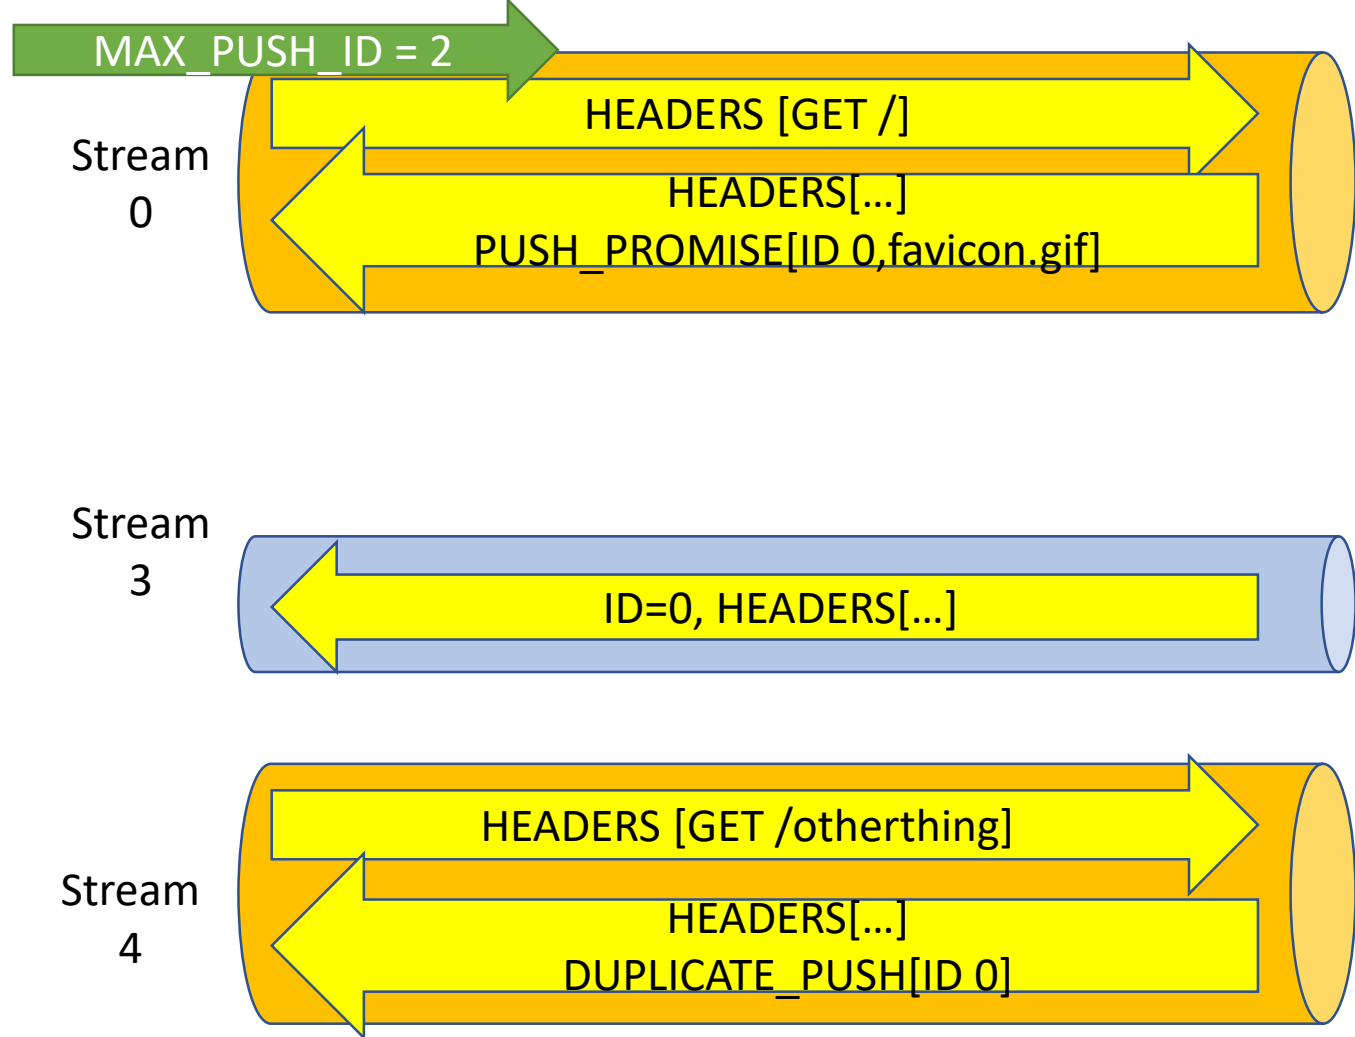 MAX_PUSH_ID = 2
Stream
0
HEADERS [GET /]
HEADERS[...]
PUSH_PROMISE[ID 0,favicon.gif]
Stream
3
ID=0, HEADERS[...]
Stream
4
HEADERS [GET /otherthing]
HEADERS[...]
DUPLICATE_PUSH[ID 0]